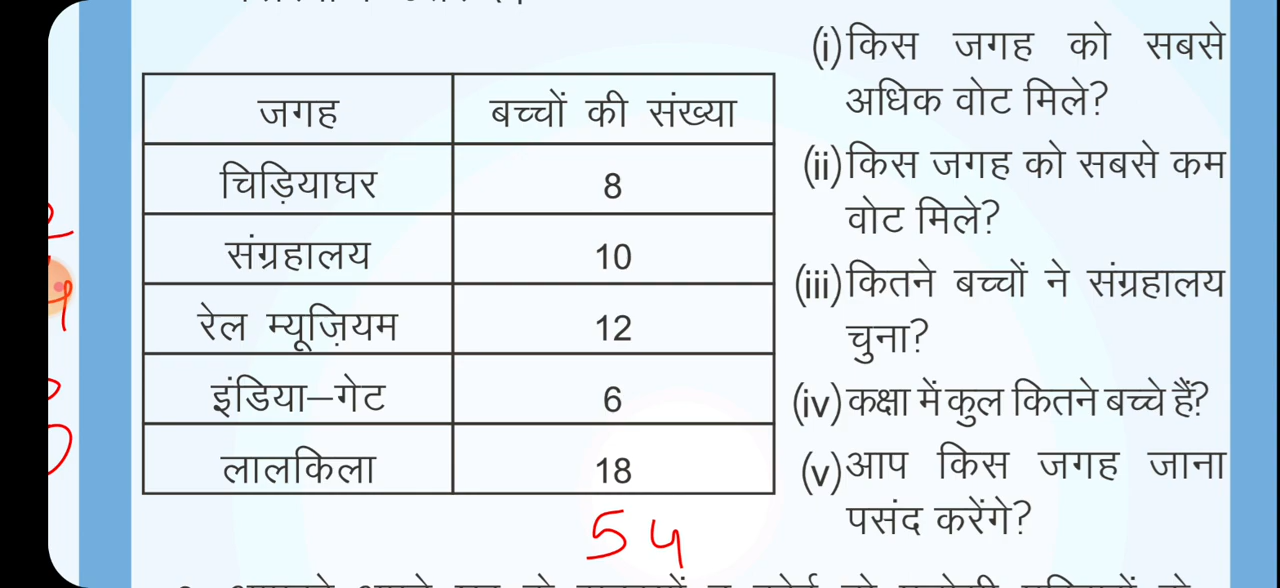 जगह बच्चों की संख्या
चिड़ियाघर 8
संग्रहालय 10
रेल म्यूज़ियम 12
इंडिया–गेट 6
लालकिला 18
54
(i) किस जगह को सबसे
अधिक वोट मिले?
(ii) किस जगह को सबसे कम
वोट मिले?
(iii) कितने बच्चों ने संग्रहालय
चुना?
(iv) कक्षा में कुल कितने बच्चे हैं?
(v) आप किस जगह जाना
पसंद करेंगे?